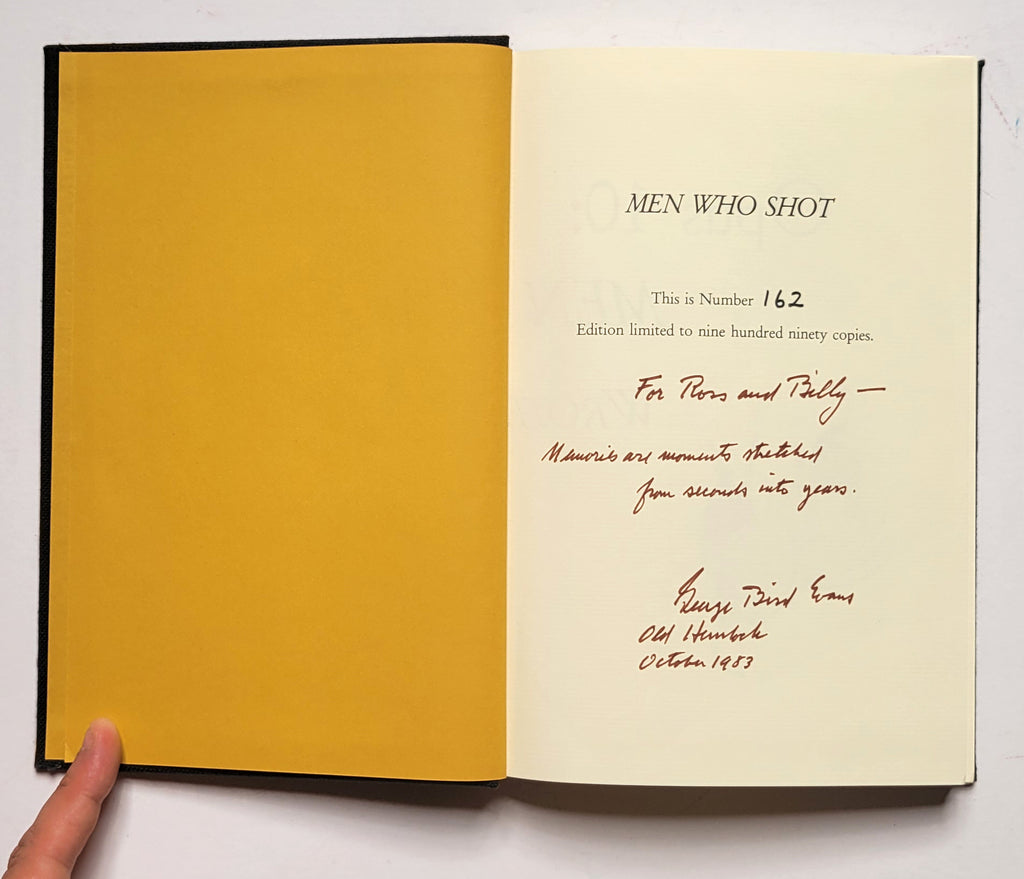 MEN WHO SHOT
This is Number 162
Edition limited to nine hundred ninety copies.
For Ross and Billy —
Memories are moments stretched
from seconds into years.
George Bird Evans
Old Hemlock
October 1983